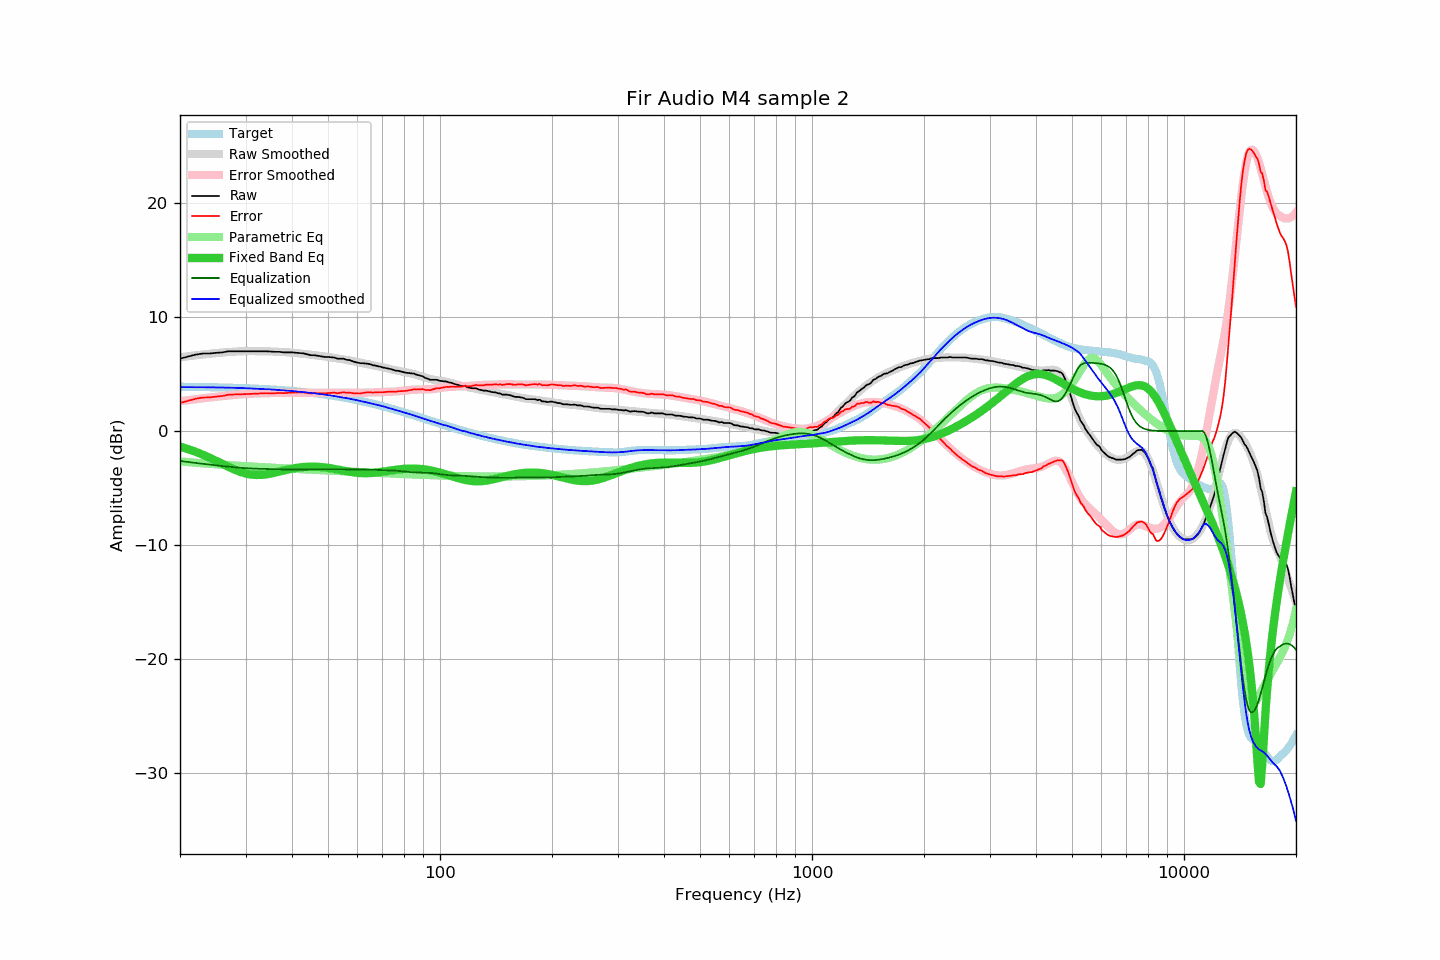 Fir Audio M4 sample 2
Target
Raw Smoothed
Error Smoothed
Raw
Error
Parametric Eq
Fixed Band Eq
Equalization
Equalized smoothed
20
10
0
−10
−20
−30
Amplitude (dBr)
100
1000
10000
Frequency (Hz)